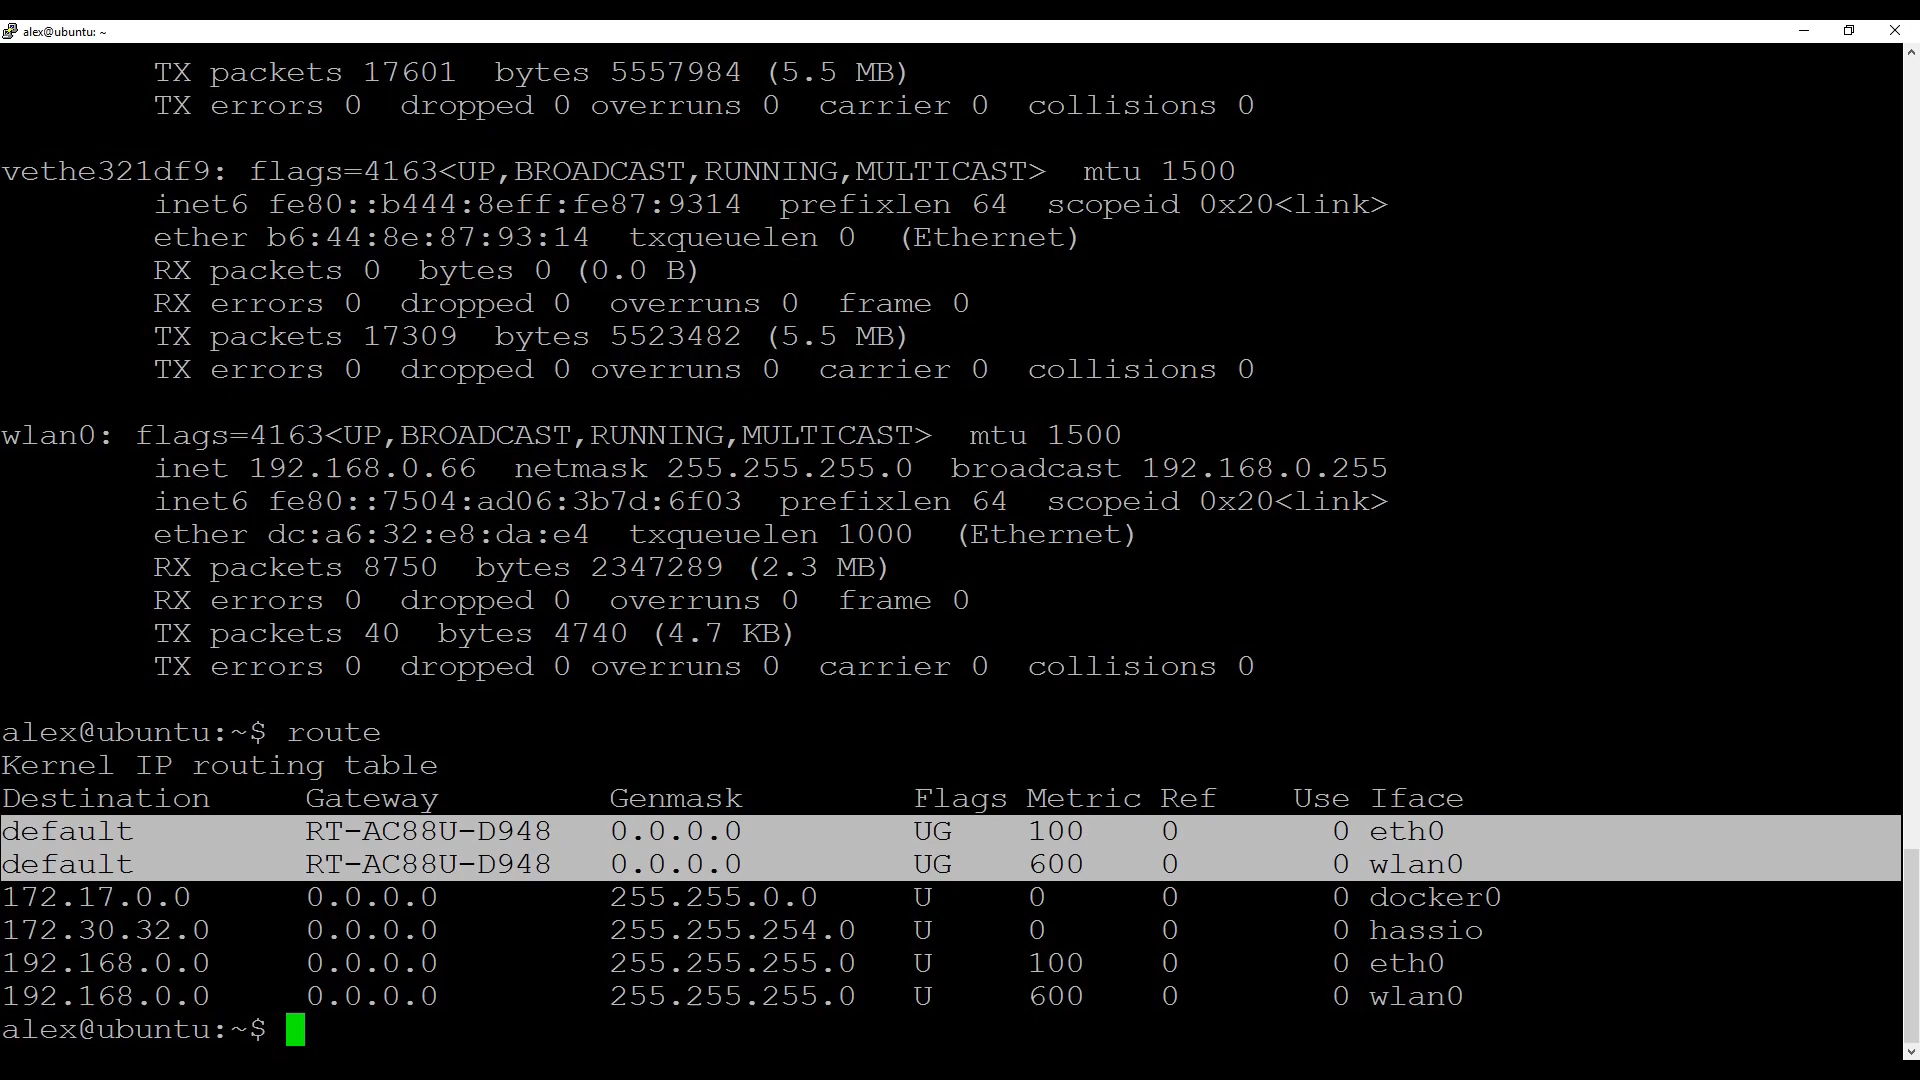 alex@ubuntu: ~
TX packets 17601  bytes 5557984 (5.5 MB)
TX errors 0  dropped 0 overruns 0  carrier 0  collisions 0
vethe321df9: flags=4163<UP,BROADCAST,RUNNING,MULTICAST>  mtu 1500
inet6 fe80::b444:8eff:fe87:9314  prefixlen 64  scopeid 0x20<link>
ether b6:44:8e:87:93:14  txqueuelen 0  (Ethernet)
RX packets 0  bytes 0 (0.0 B)
RX errors 0  dropped 0  overruns 0  frame 0
TX packets 17309  bytes 5523482 (5.5 MB)
TX errors 0  dropped 0 overruns 0  carrier 0  collisions 0
wlan0: flags=4163<UP,BROADCAST,RUNNING,MULTICAST>  mtu 1500
inet 192.168.0.66  netmask 255.255.255.0  broadcast 192.168.0.255
inet6 fe80::7504:ad06:3b7d:6f03  prefixlen 64  scopeid 0x20<link>
ether dc:a6:32:e8:da:e4  txqueuelen 1000  (Ethernet)
RX packets 8750  bytes 2347289 (2.3 MB)
RX errors 0  dropped 0  overruns 0  frame 0
TX packets 40  bytes 4740 (4.7 KB)
TX errors 0  dropped 0 overruns 0  carrier 0  collisions 0
alex@ubuntu:~$ route
Kernel IP routing table
Destination     Gateway         Genmask         Flags Metric Ref    Use Iface
default         RT-AC88U-D948   0.0.0.0         UG    100    0        0 eth0
default         RT-AC88U-D948   0.0.0.0         UG    600    0        0 wlan0
172.17.0.0      0.0.0.0         255.255.0.0     U     0      0        0 docker0
172.30.32.0     0.0.0.0         255.255.254.0   U     0      0        0 hassio
192.168.0.0     0.0.0.0         255.255.255.0   U     100    0        0 eth0
192.168.0.0     0.0.0.0         255.255.255.0   U     600    0        0 wlan0
alex@ubuntu:~$